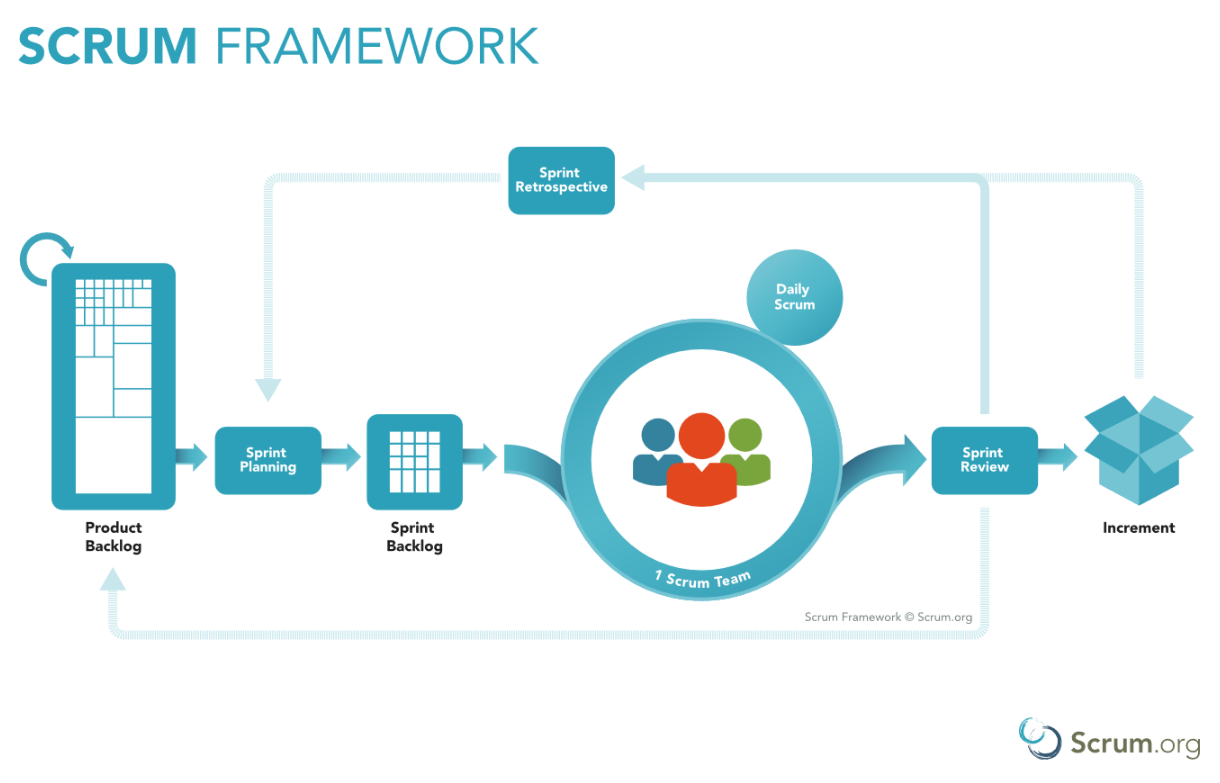 SCRUM FRAMEWORK
Sprint
Retrospective
Daily
Scrum
Sprint
Planning
Sprint
Review
Product
Backlog
Sprint
Backlog
Increment
1 Scrum Team
Scrum Framework © Scrum.org
Scrum.org